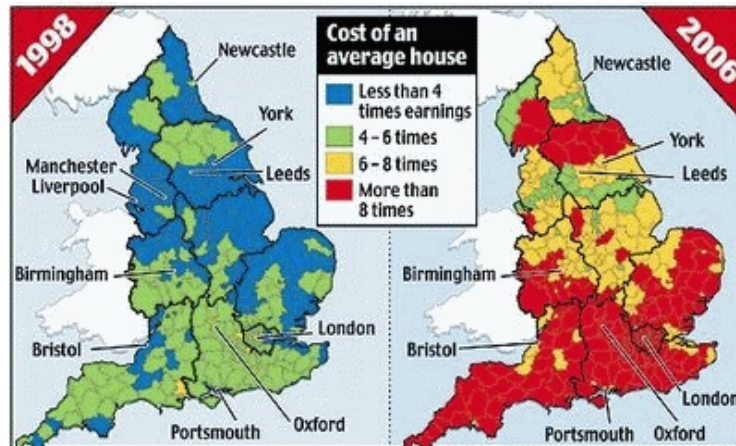 1998
Newcastle
York
Manchester
Liverpool
Leeds
Birmingham
London
Bristol
Portsmouth
Oxford
Cost of an
average house
Less than 4
times earnings
4 – 6 times
6 – 8 times
More than
8 times
2006
Newcastle
York
Leeds
Birmingham
Bristol
London
Portsmouth
Oxford